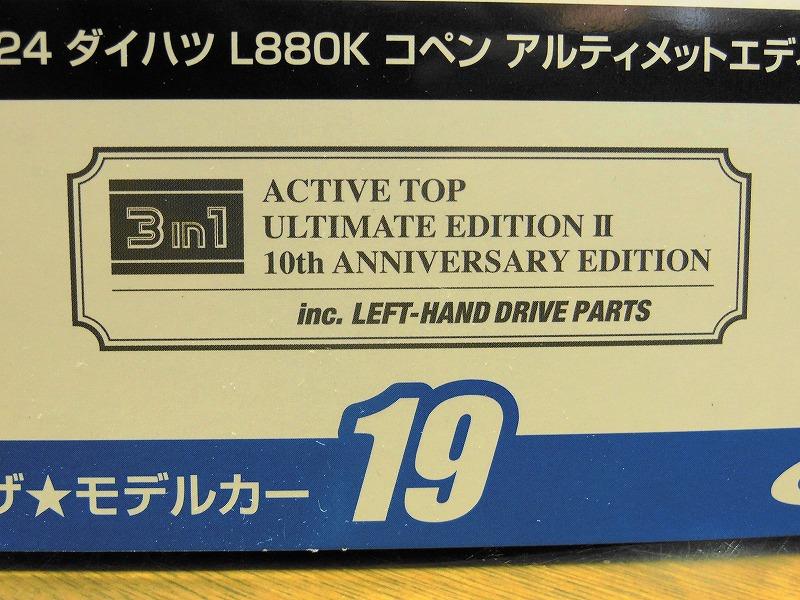 24 ダイハツ L880K コペン アルティメットエディ
3in1
ACTIVE TOP
ULTIMATE EDITION II
10th ANNIVERSARY EDITION
inc. LEFT-HAND DRIVE PARTS
ザ★モデルカー 19